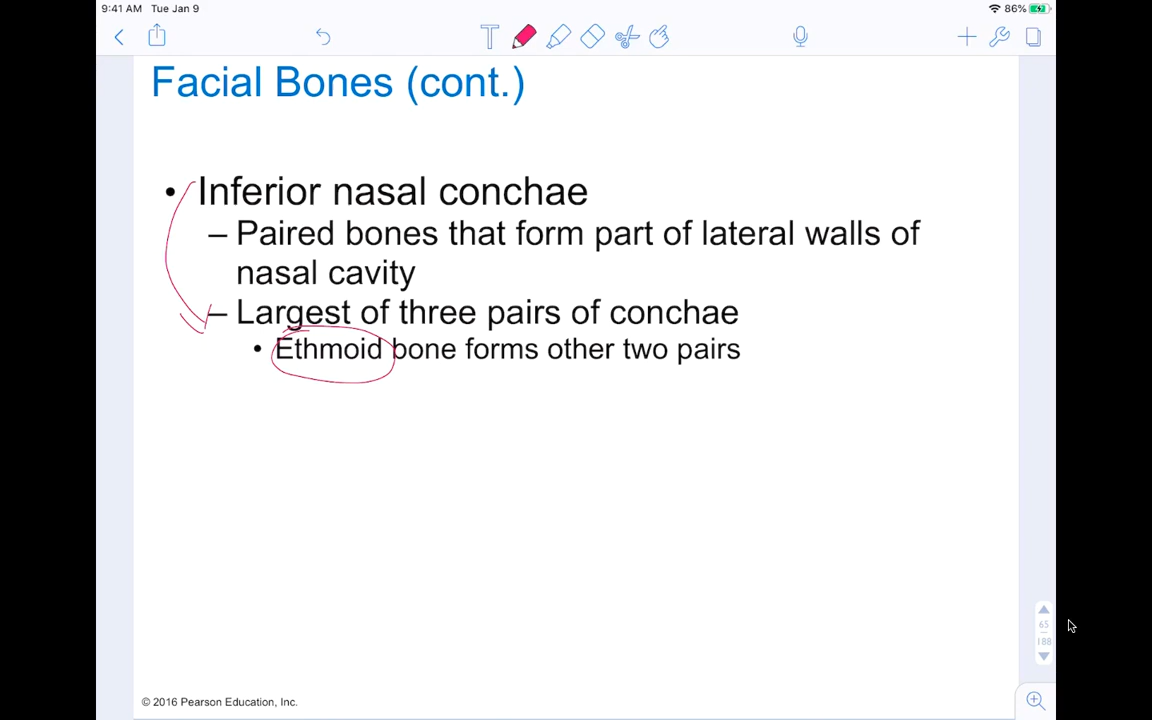 9:41 AM Tue Jan 9
86%
T
Facial Bones (cont.)
• Inferior nasal conchae
– Paired bones that form part of lateral walls of
nasal cavity
– Largest of three pairs of conchae
• Ethmoid bone forms other two pairs
65
188
© 2016 Pearson Education, Inc.